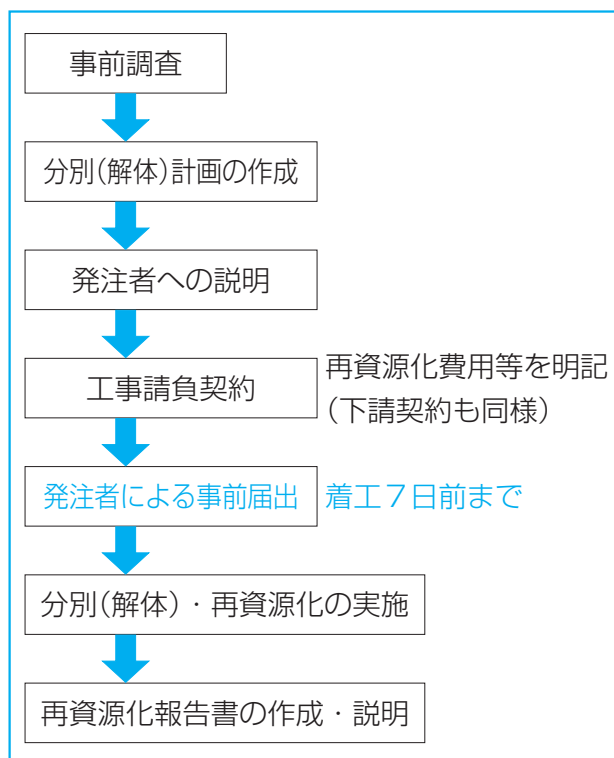 事前調査
分別(解体)計画の作成
発注者への説明
工事請負契約
再資源化費用等を明記
(下請契約も同様)
発注者による事前届出
着工7日前まで
分別(解体)・再資源化の実施
再資源化報告書の作成・説明